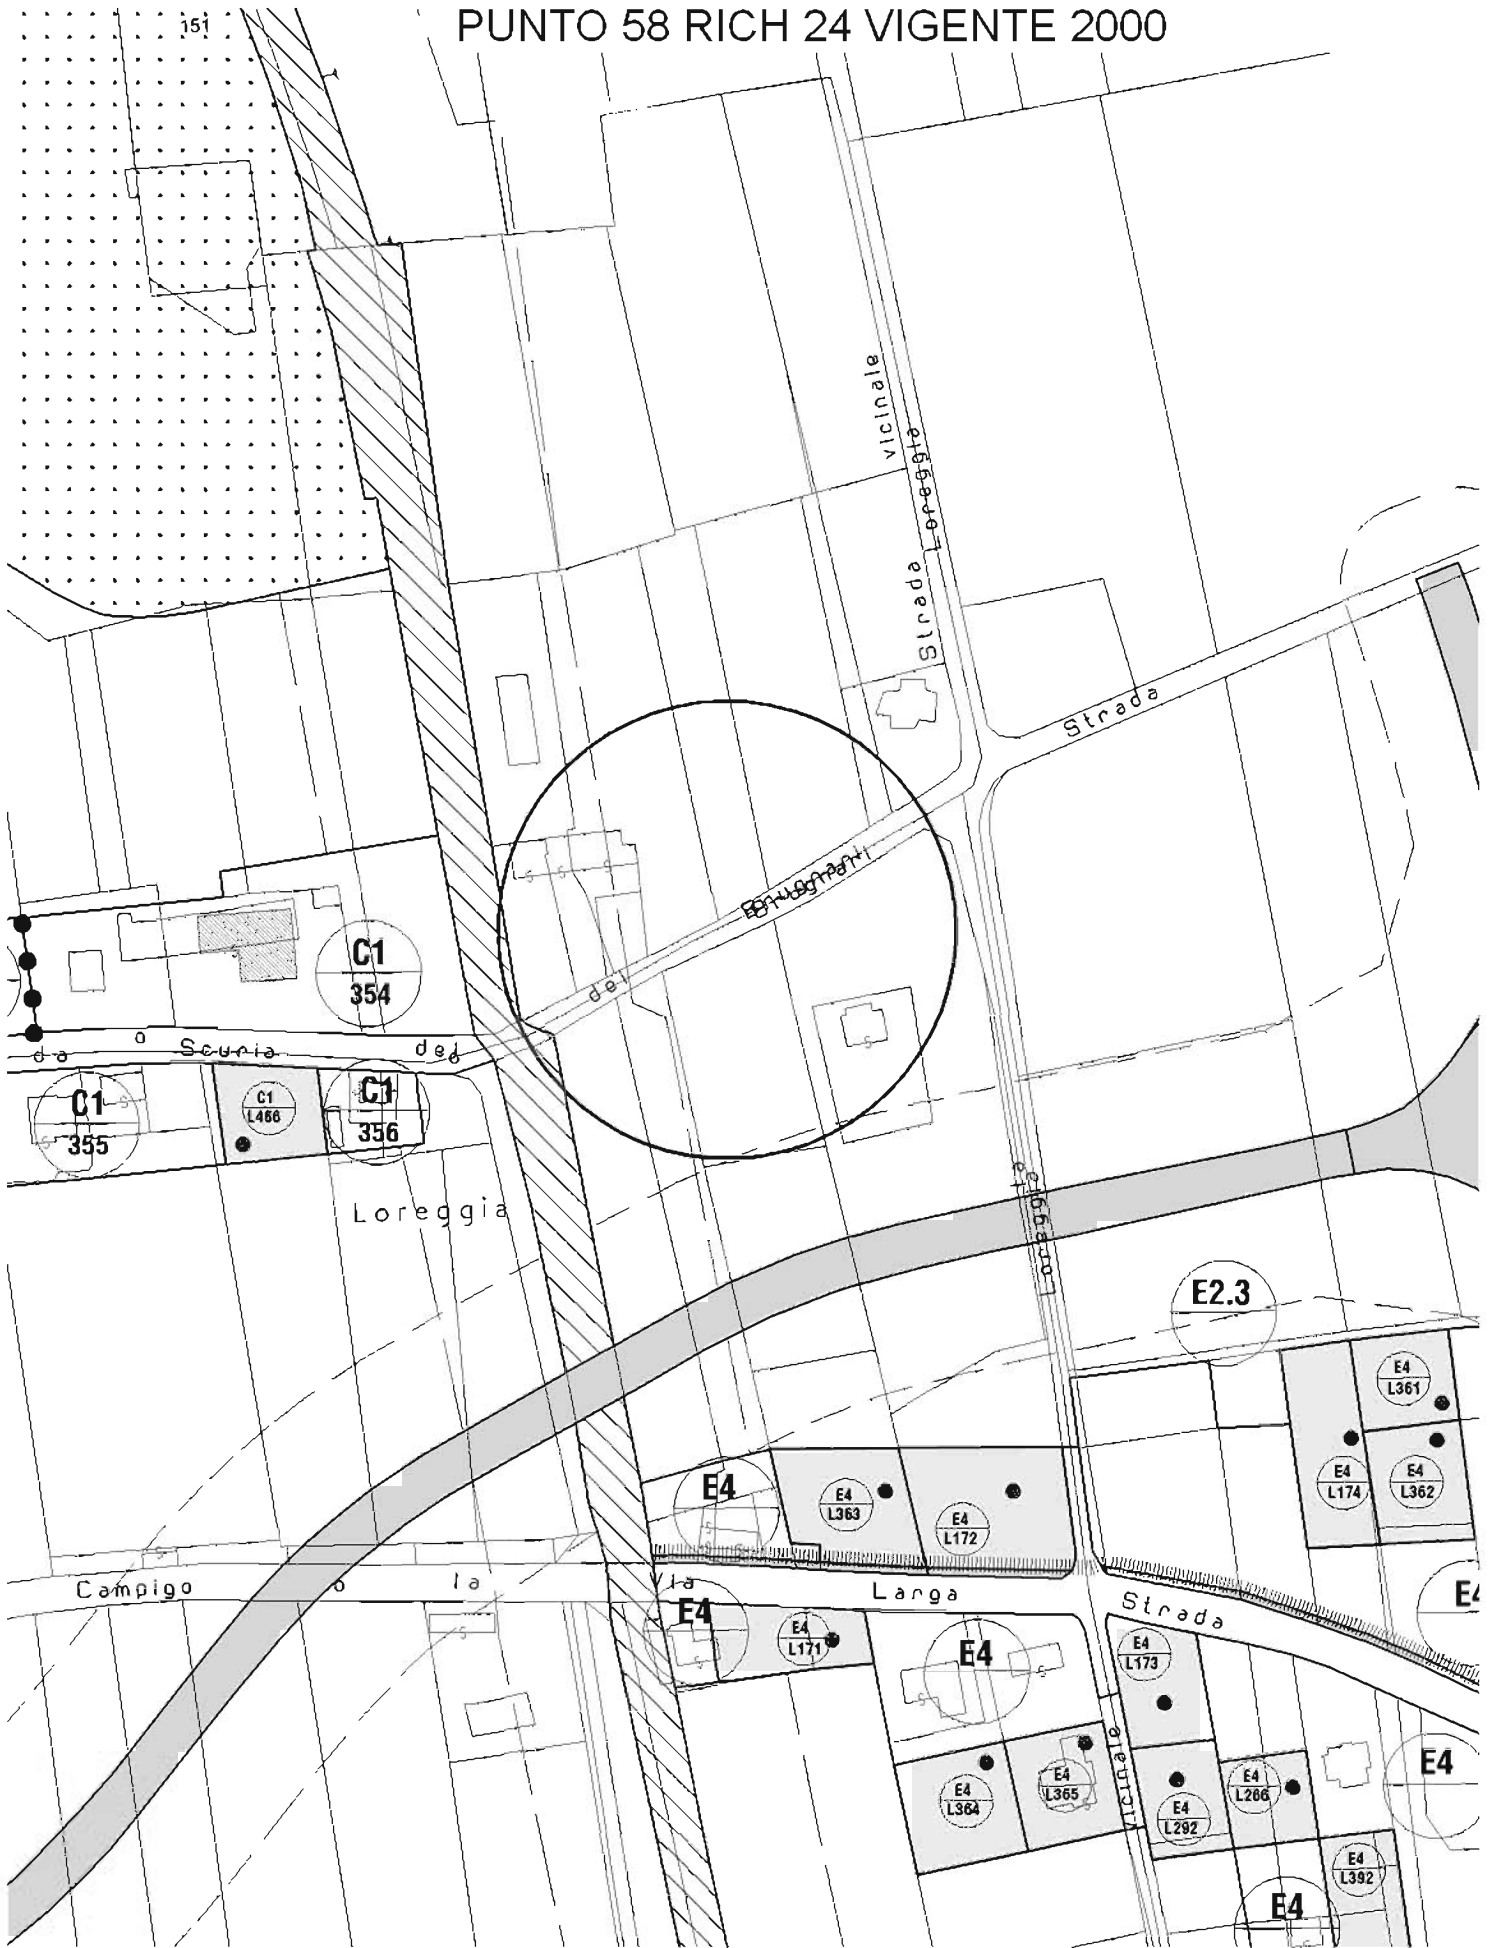 PUNTO 58 RICH 24 VIGENTE 2000
151
vicinale
Loreggia
Strada
Strada
Brugnari
S
S
S
del
C1
354
da o Scuria del
S
C1
355
S
S
C1
L466
C1
356
Loreggia
Loreggia
E2.3
E4
L361
E4
L174
E4
L362
E4
E4
L363
E4
L172
S
S
S
Campigo o la
Via
Larga
Strada
E4
E4
S
S
E4
L171
E4
S
S
E4
L173
E4
L364
E4
L365
vicinale
E4
L292
E4
L266
E4
E4
L392
E4
S